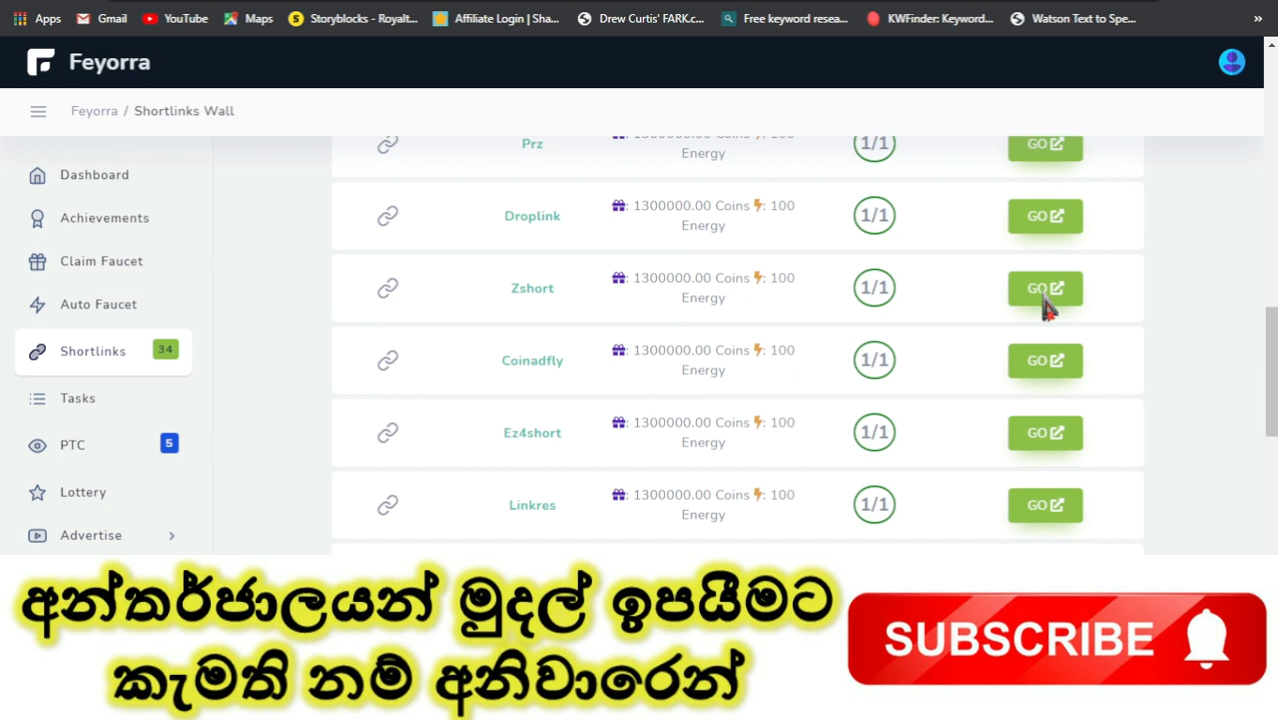 Apps Gmail YouTube Maps Storyblocks - Royalt... Affiliate Login | Sha... Drew Curtis' FARK.c... Free keyword resea... KWFinder: Keyword... Watson Text to Spe... »
Feyorra
Feyorra / Shortlinks Wall
Prz 1300000.00 Coins : 100 Energy 1/1 GO
Dashboard
Achievements
Droplink : 1300000.00 Coins : 100 Energy 1/1 GO
Claim Faucet
Zshort : 1300000.00 Coins : 100 Energy 1/1 GO
Auto Faucet
Shortlinks 34
Coinadfly : 1300000.00 Coins : 100 Energy 1/1 GO
Tasks
Ez4short : 1300000.00 Coins : 100 Energy 1/1 GO
PTC 5
Lottery
Linkres : 1300000.00 Coins : 100 Energy 1/1 GO
Advertise
අන්තර්ජාලයන් මුදල් ඉපයීමට
කැමති නම් අනිවාරෙන්
SUBSCRIBE